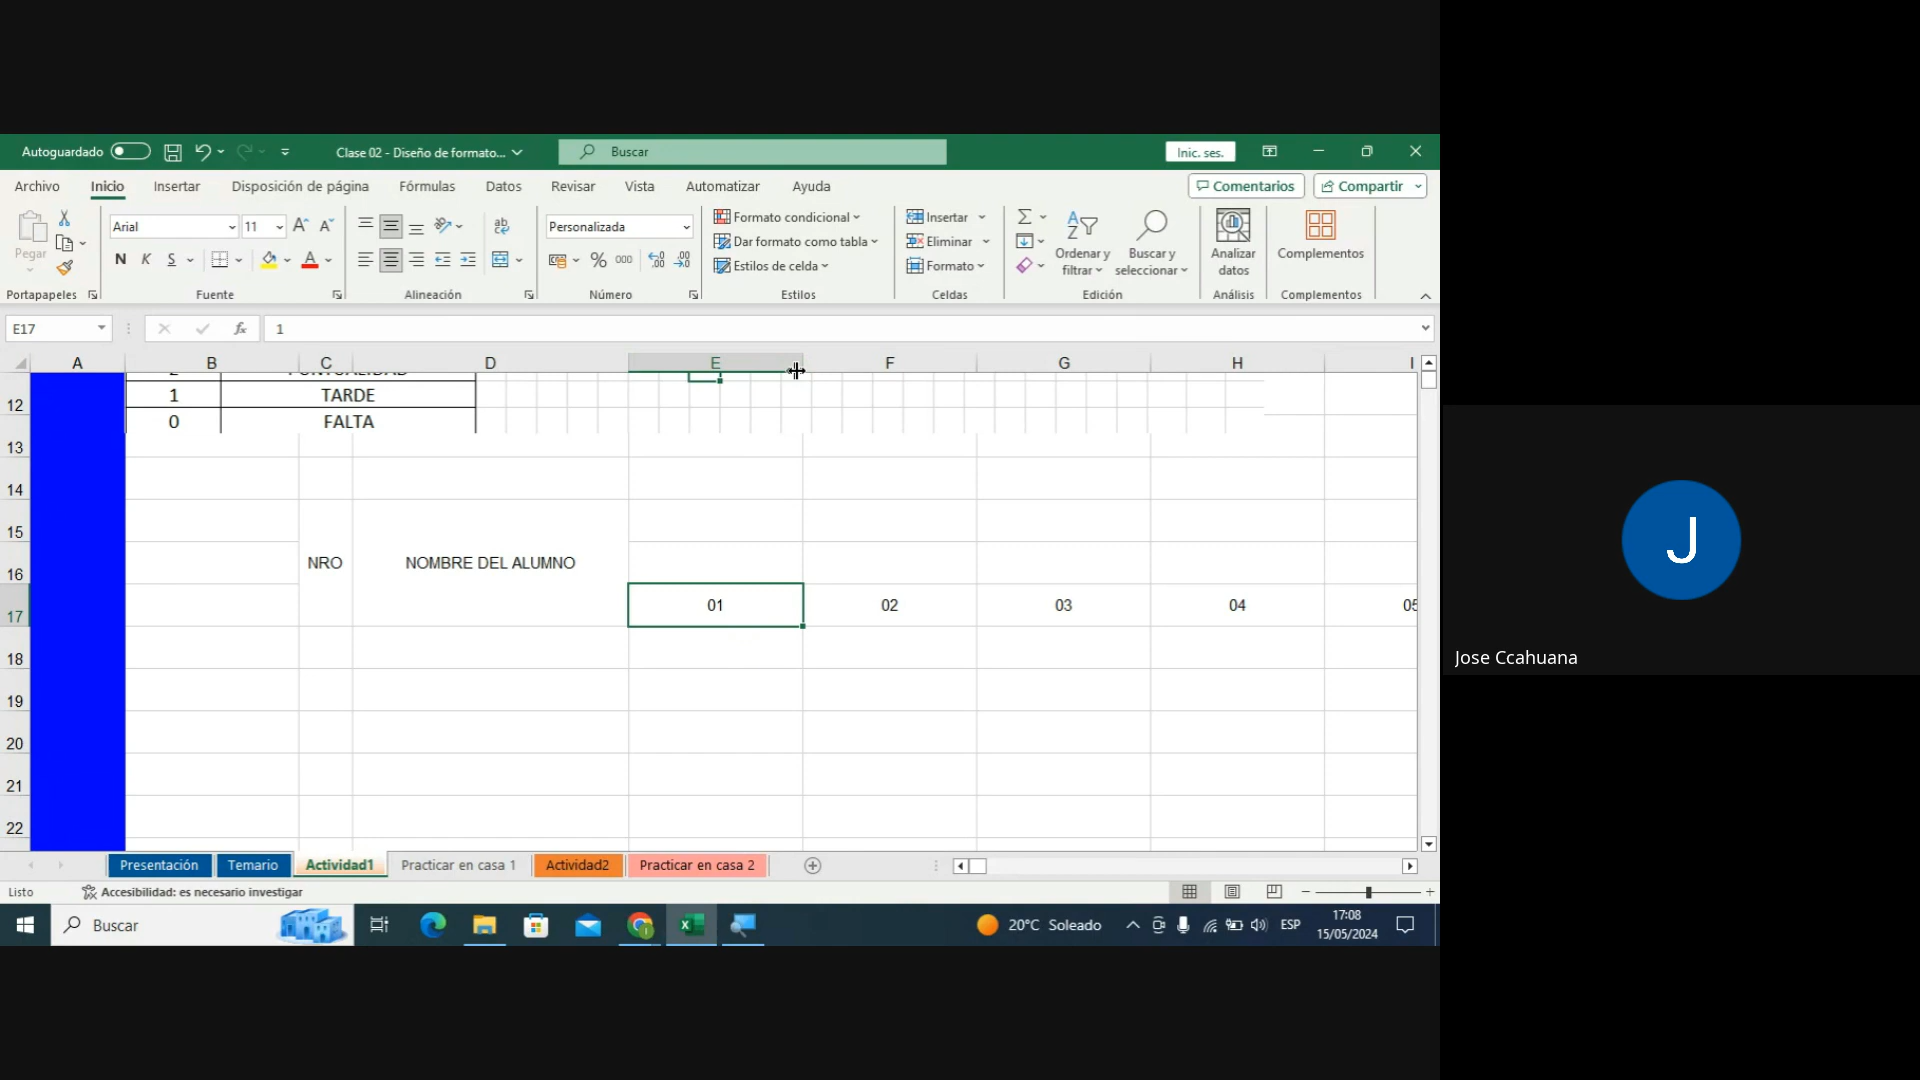 Autoguardado
Clase 02 - Diseño de formato...
Buscar
Inic. ses.
Archivo Inicio Insertar Disposición de página Fórmulas Datos Revisar Vista Automatizar Ayuda
Comentarios Compartir
Pegar
Portapapeles
Arial 11
N K S
Fuente
Alineación
Personalizada
% 000
Número
Formato condicional
Dar formato como tabla
Estilos de celda
Estilos
Insertar
Eliminar
Formato
Celdas
Ordenar y filtrar
Buscar y seleccionar
Edición
Analizar datos
Análisis
Complementos
Complementos
E17 fx 1
A B C D E F G H I
12 1 TARDE
0 FALTA
13
14
15
16 NRO NOMBRE DEL ALUMNO
17 01 02 03 04 05
18
19
20
21
22
Presentación Temario Actividad1 Practicar en casa 1 Actividad2 Practicar en casa 2
Listo Accesibilidad: es necesario investigar
Buscar
20°C Soleado
ESP
17:08
15/05/2024
J
Jose Ccahuana